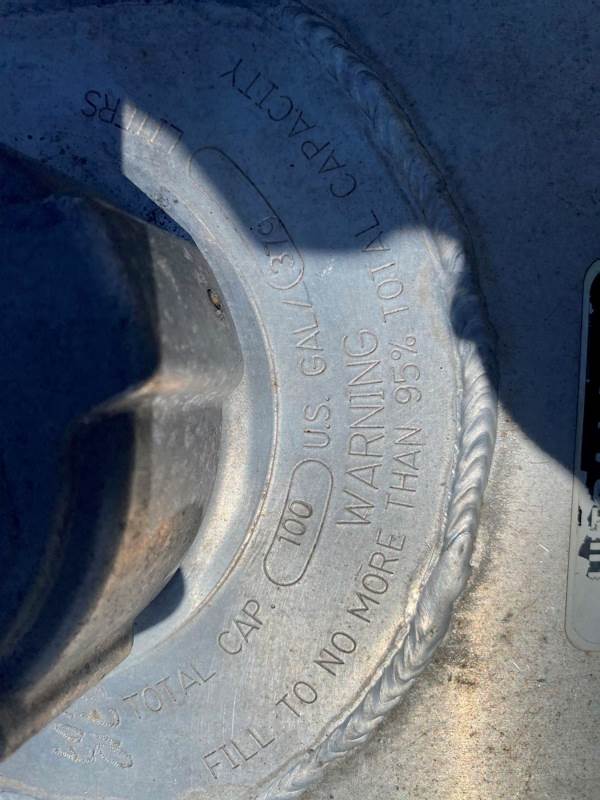 TOTAL CAP. 100 U.S. GAL/ 379 LITERS
WARNING
FILL TO NO MORE THAN 95% TOTAL CAPACITY